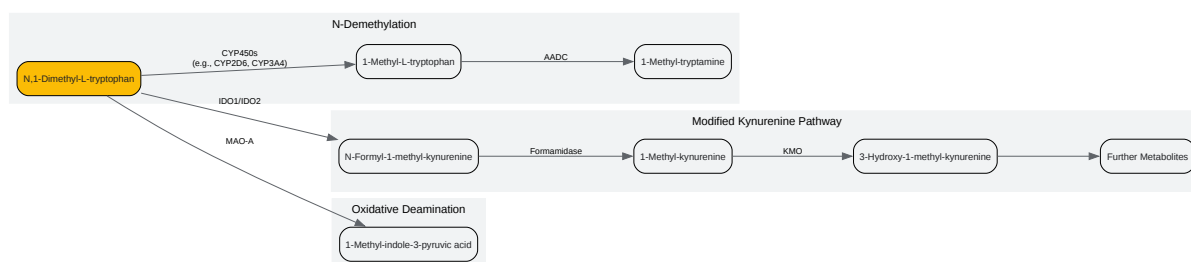 N-Demethylation
N,1-Dimethyl-L-tryptophan
CYP450s
(e.g., CYP2D6, CYP3A4)
1-Methyl-L-tryptophan
AADC
1-Methyl-tryptamine
IDO1/IDO2
MAO-A
Modified Kynurenine Pathway
N-Formyl-1-methyl-kynurenine
Formamidase
1-Methyl-kynurenine
KMO
3-Hydroxy-1-methyl-kynurenine
Further Metabolites
Oxidative Deamination
1-Methyl-indole-3-pyruvic acid